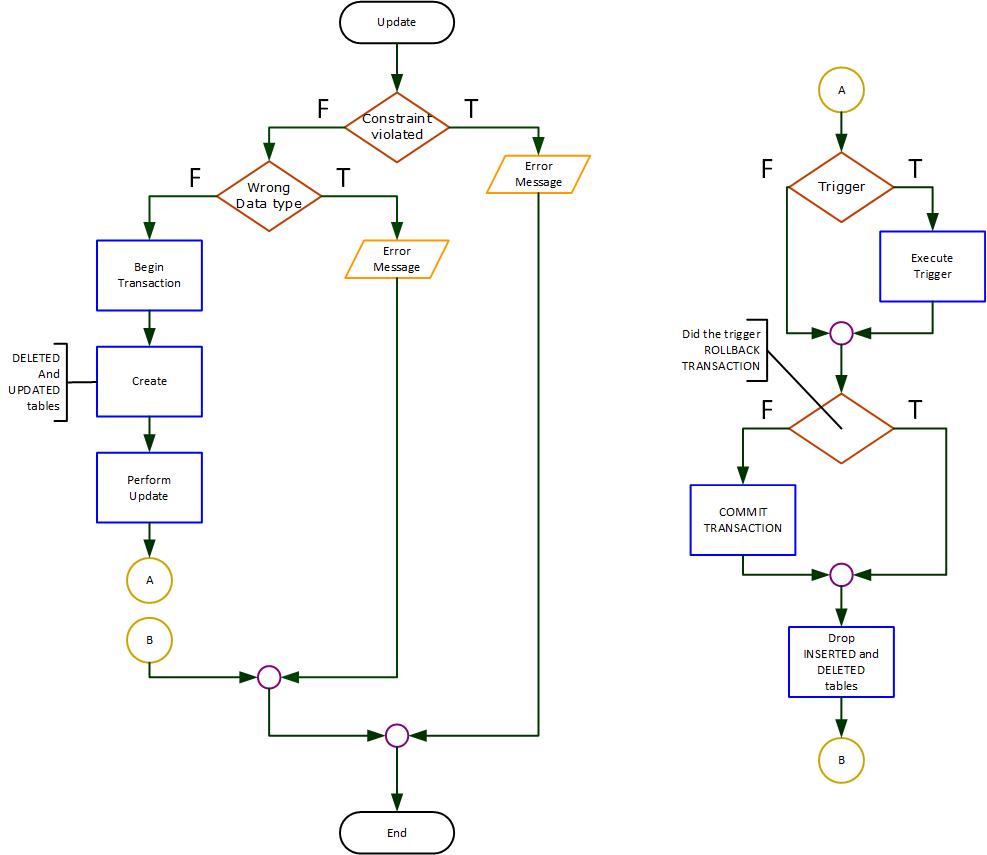 Update
F
T
Constraint
violated
Error
Message
F
T
Wrong
Data type
Error
Message
Begin
Transaction
DELETED
And
UPDATED
tables
Create
Perform
Update
A
B
End
A
F
T
Trigger
Execute
Trigger
Did the trigger
ROLLBACK
TRANSACTION
F
T
COMMIT
TRANSACTION
Drop
INSERTED and
DELETED
tables
B